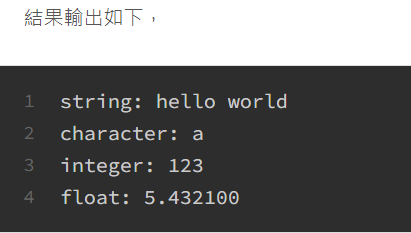 結果輸出如下，
1 string: hello world
2 character: a
3 integer: 123
4 float: 5.432100